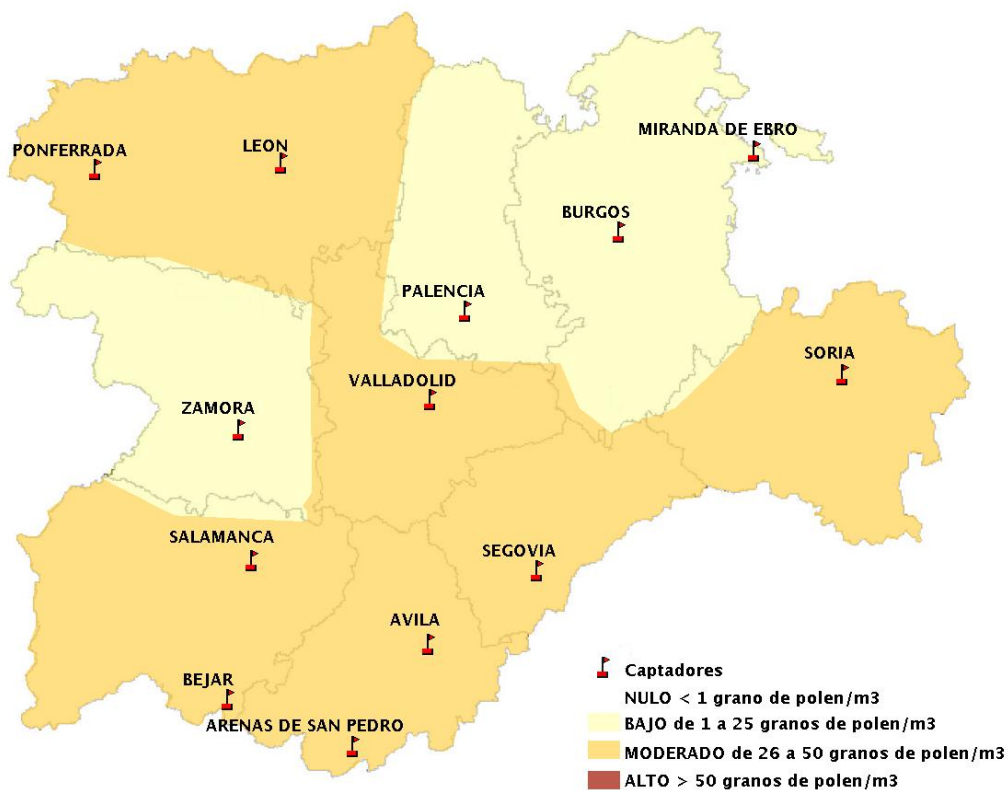 MIRANDA DE EBRO
PONFERRADA
LEON
BURGOS
PALENCIA
SORIA
VALLADOLID
ZAMORA
SALAMANCA
SEGOVIA
AVILA
BEJAR
ARENAS DE SAN PEDRO
Captadores
NULO < 1 grano de polen/m3
BAJO de 1 a 25 granos de polen/m3
MODERADO de 26 a 50 granos de polen/m3
ALTO > 50 granos de polen/m3